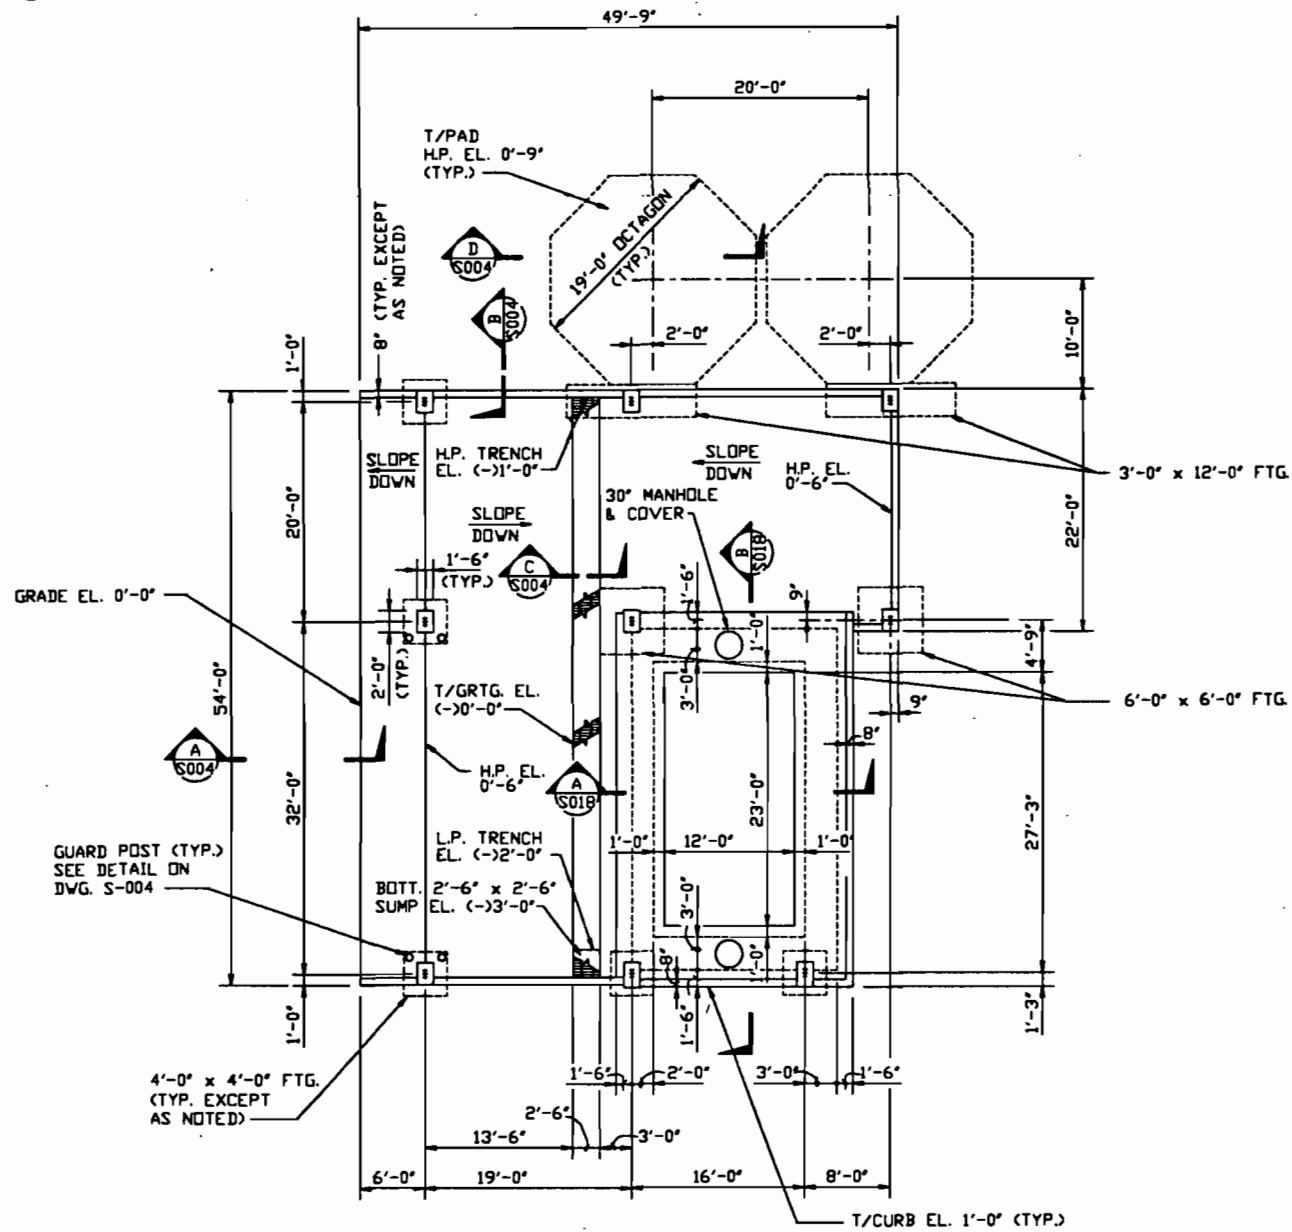 49'-9"
20'-0"
T/PAD
H.P. EL. 0'-9"
(TYP.)
8" (TYP. EXCEPT
AS NOTED)
D
S004
19'-0" OCTAGON
(TYP.)
B
S004
2'-0"
2'-0"
10'-0"
1'-0"
SLOPE
DOWN
H.P. TRENCH
EL. (-)1'-0"
SLOPE
DOWN
H.P. EL.
0'-6"
3'-0" x 12'-0" FTG.
30" MANHOLE
& COVER
SLOPE
DOWN
20'-0"
22'-0"
1'-6"
(TYP.)
C
S004
B
S018
1'-6"
9"
GRADE EL. 0'-0"
2'-0"
(TYP.)
1'-0"
3'-0"
4'-9"
54'-0"
T/GRTG. EL.
(-)0'-0"
6'-0" x 6'-0" FTG.
9"
8"
A
S004
H.P. EL.
0'-6"
A
S018
23'-0"
32'-0"
27'-3"
1'-0"
12'-0"
1'-0"
GUARD POST (TYP.)
SEE DETAIL ON
DWG. S-004
L.P. TRENCH
EL. (-)2'-0"
BOTT. 2'-6" x 2'-6"
SUMP EL. (-)3'-0"
3'-0"
8"
1'-0"
1'-0"
1'-6"
1'-3"
4'-0" x 4'-0" FTG.
(TYP. EXCEPT
AS NOTED)
1'-6"
2'-0"
3'-0"
1'-6"
2'-6"
13'-6"
3'-0"
6'-0"
19'-0"
16'-0"
8'-0"
T/CURB EL. 1'-0" (TYP.)